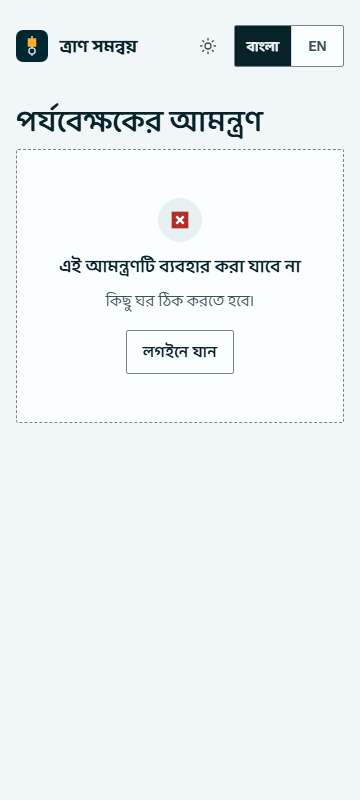 ত্রাণ সমন্বয়
বাংলা
EN
পর্যবেক্ষকের আমন্ত্রণ
এই আমন্ত্রণটি ব্যবহার করা যাবে না
কিছু ঘর ঠিক করতে হবে।
লগইনে যান